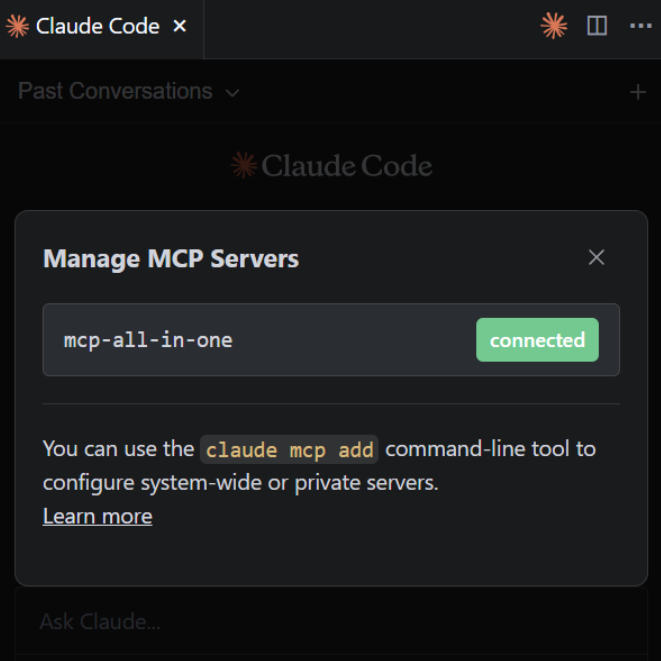 Claude Code
Past Conversations
Claude Code
Manage MCP Servers
mcp-all-in-one
connected
You can use the claude mcp add command-line tool to
configure system-wide or private servers.
Learn more
Ask Claude...